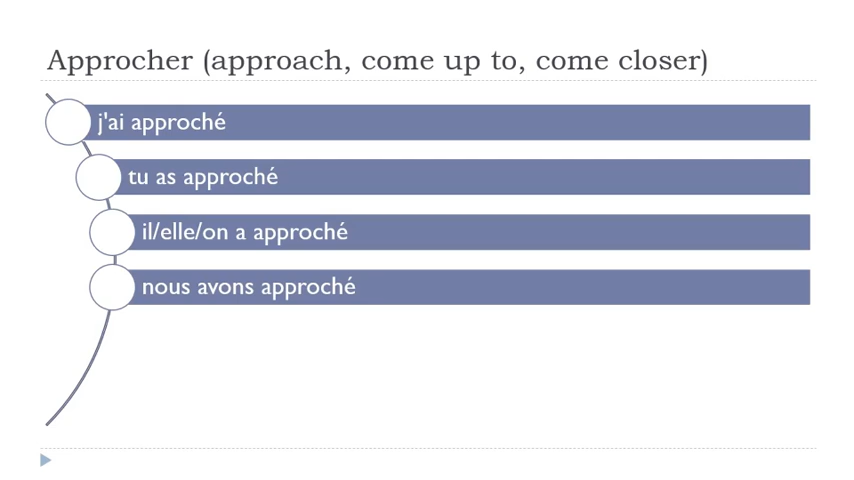 Approcher (approach, come up to, come closer)
j'ai approché
tu as approché
il/elle/on a approché
nous avons approché